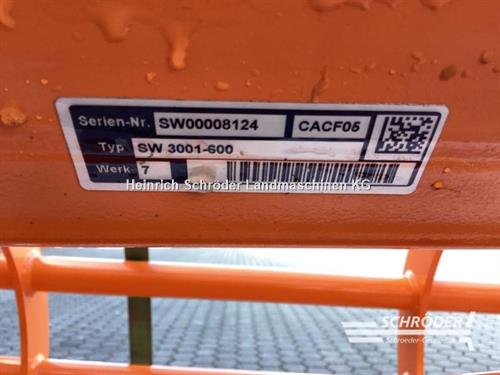 Serien-Nr. SW00008124 CACF05
Typ SW 3001-600
Werk 7
Heinrich Schröder Landmaschinen KG
SCHRÖDER